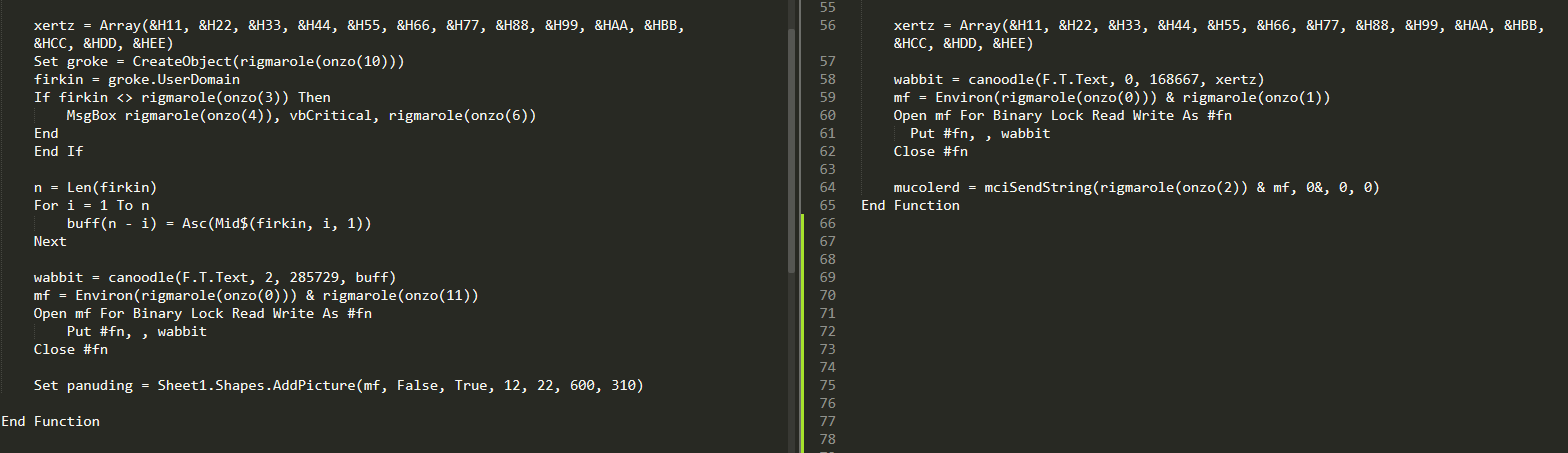 xertz = Array(&H11, &H22, &H33, &H44, &H55, &H66, &H77, &H88, &H99, &HAA, &HBB,
&HCC, &HDD, &HEE)
Set groke = CreateObject(rigmarole(onzo(10)))
firkin = groke.UserDomain
If firkin <> rigmarole(onzo(3)) Then
MsgBox rigmarole(onzo(4)), vbCritical, rigmarole(onzo(6))
End
End If
n = Len(firkin)
For i = 1 To n
buff(n - i) = Asc(Mid$(firkin, i, 1))
Next
wabbit = canoodle(F.T.Text, 2, 285729, buff)
mf = Environ(rigmarole(onzo(0))) & rigmarole(onzo(11))
Open mf For Binary Lock Read Write As #fn
Put #fn, , wabbit
Close #fn
Set panuding = Sheet1.Shapes.AddPicture(mf, False, True, 12, 22, 600, 310)
End Function
55
56 xertz = Array(&H11, &H22, &H33, &H44, &H55, &H66, &H77, &H88, &H99, &HAA, &HBB,
&HCC, &HDD, &HEE)
57
58 wabbit = canoodle(F.T.Text, 0, 168667, xertz)
59 mf = Environ(rigmarole(onzo(0))) & rigmarole(onzo(1))
60 Open mf For Binary Lock Read Write As #fn
61 Put #fn, , wabbit
62 Close #fn
63
64 mucolerd = mciSendString(rigmarole(onzo(2)) & mf, 0&, 0, 0)
65 End Function
66
67
68
69
70
71
72
73
74
75
76
77
78